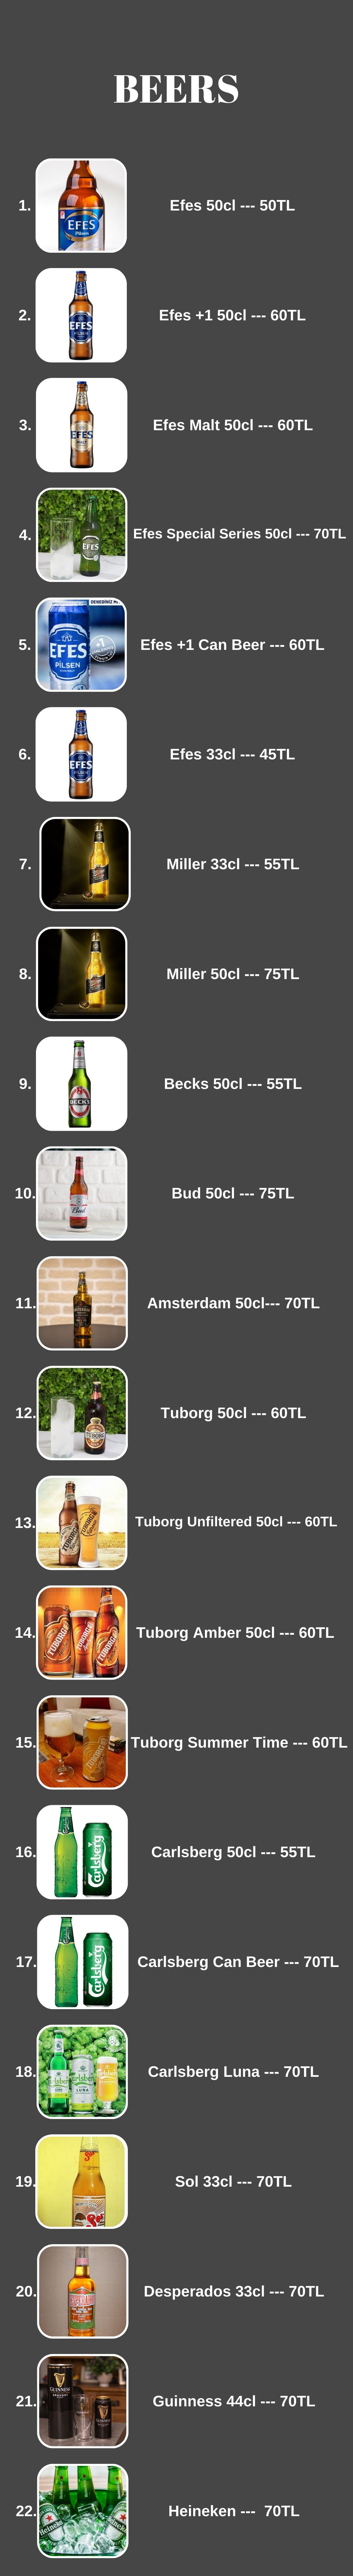 BEERS
1. Efes 50cl --- 50TL
2. Efes +1 50cl --- 60TL
3. Efes Malt 50cl --- 60TL
4. Efes Special Series 50cl --- 70TL
5. Efes +1 Can Beer --- 60TL
6. Efes 33cl --- 45TL
7. Miller 33cl --- 55TL
8. Miller 50cl --- 75TL
9. Becks 50cl --- 55TL
10. Bud 50cl --- 75TL
11. Amsterdam 50cl--- 70TL
12. Tuborg 50cl --- 60TL
13. Tuborg Unfiltered 50cl --- 60TL
14. Tuborg Amber 50cl --- 60TL
15. Tuborg Summer Time --- 60TL
16. Carlsberg 50cl --- 55TL
17. Carlsberg Can Beer --- 70TL
18. Carlsberg Luna --- 70TL
19. Sol 33cl --- 70TL
20. Desperados 33cl --- 70TL
21. Guinness 44cl --- 70TL
22. Heineken --- 70TL